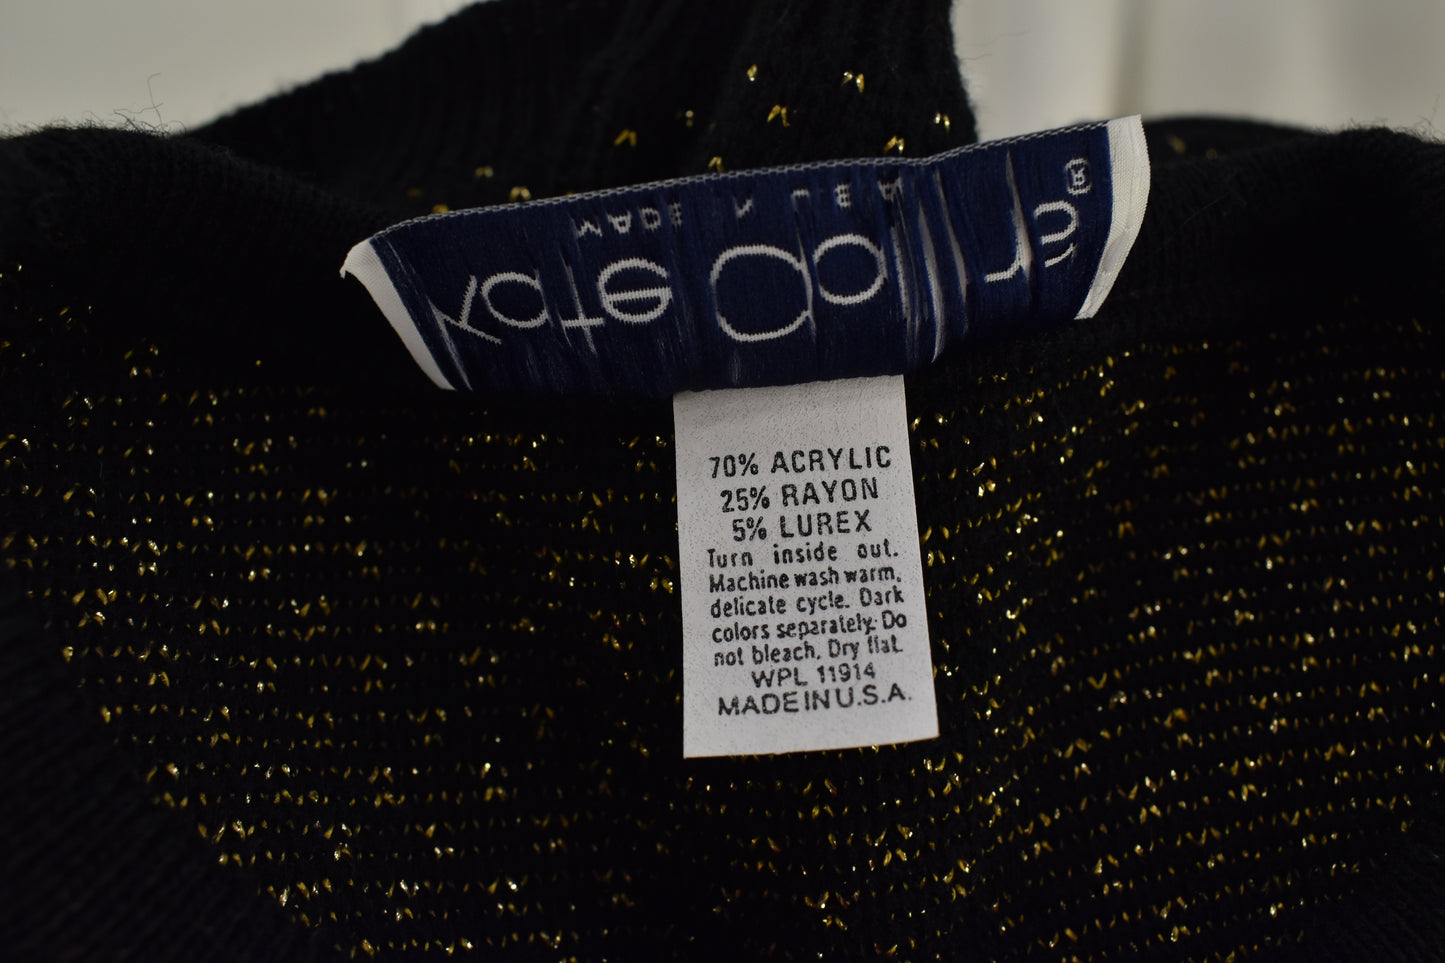 MADE
Kate Collins®
70% ACRYLIC
25% RAYON
5% LUREX
Turn inside out.
Machine wash warm,
delicate cycle. Dark
colors separately. Do
not bleach. Dry flat.
WPL 11914
MADE IN U.S.A.